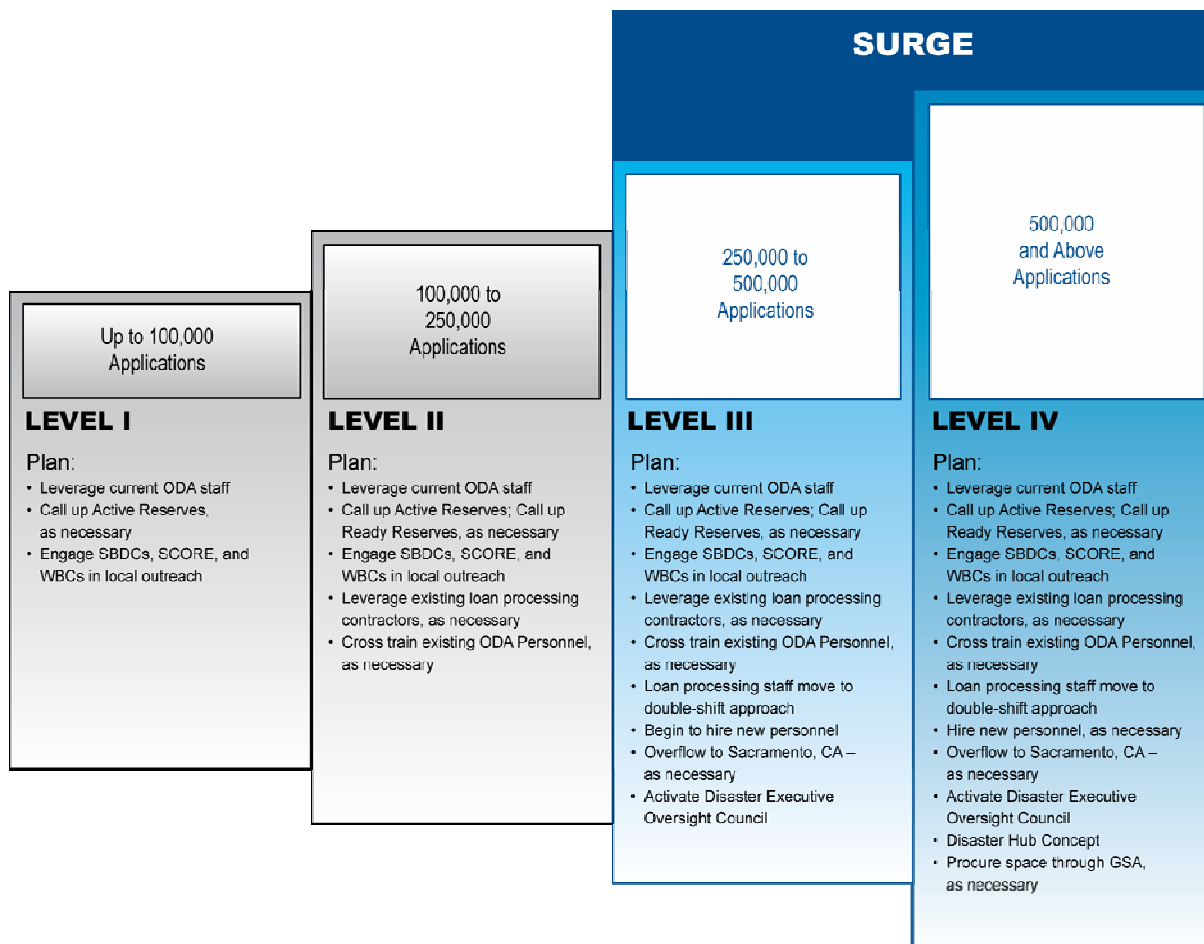 SURGE
Up to 100,000
Applications
LEVEL I
Plan:
• Leverage current ODA staff
• Call up Active Reserves,
as necessary
• Engage SBDCs, SCORE, and
WBCs in local outreach
100,000 to
250,000
Applications
LEVEL II
Plan:
• Leverage current ODA staff
• Call up Active Reserves; Call up
Ready Reserves, as necessary
• Engage SBDCs, SCORE, and
WBCs in local outreach
• Leverage existing loan processing
contractors, as necessary
• Cross train existing ODA Personnel,
as necessary
250,000 to
500,000
Applications
LEVEL III
Plan:
• Leverage current ODA staff
• Call up Active Reserves; Call up
Ready Reserves, as necessary
• Engage SBDCs, SCORE, and
WBCs in local outreach
• Leverage existing loan processing
contractors, as necessary
• Cross train existing ODA Personnel,
as necessary
• Loan processing staff move to
double-shift approach
• Begin to hire new personnel
• Overflow to Sacramento, CA –
as necessary
• Activate Disaster Executive
Oversight Council
500,000
and Above
Applications
LEVEL IV
Plan:
• Leverage current ODA staff
• Call up Active Reserves; Call up
Ready Reserves, as necessary
• Engage SBDCs, SCORE, and
WBCs in local outreach
• Leverage existing loan processing
contractors, as necessary
• Cross train existing ODA Personnel,
as necessary
• Loan processing staff move to
double-shift approach
• Hire new personnel, as necessary
• Overflow to Sacramento, CA –
as necessary
• Activate Disaster Executive
Oversight Council
• Disaster Hub Concept
• Procure space through GSA,
as necessary